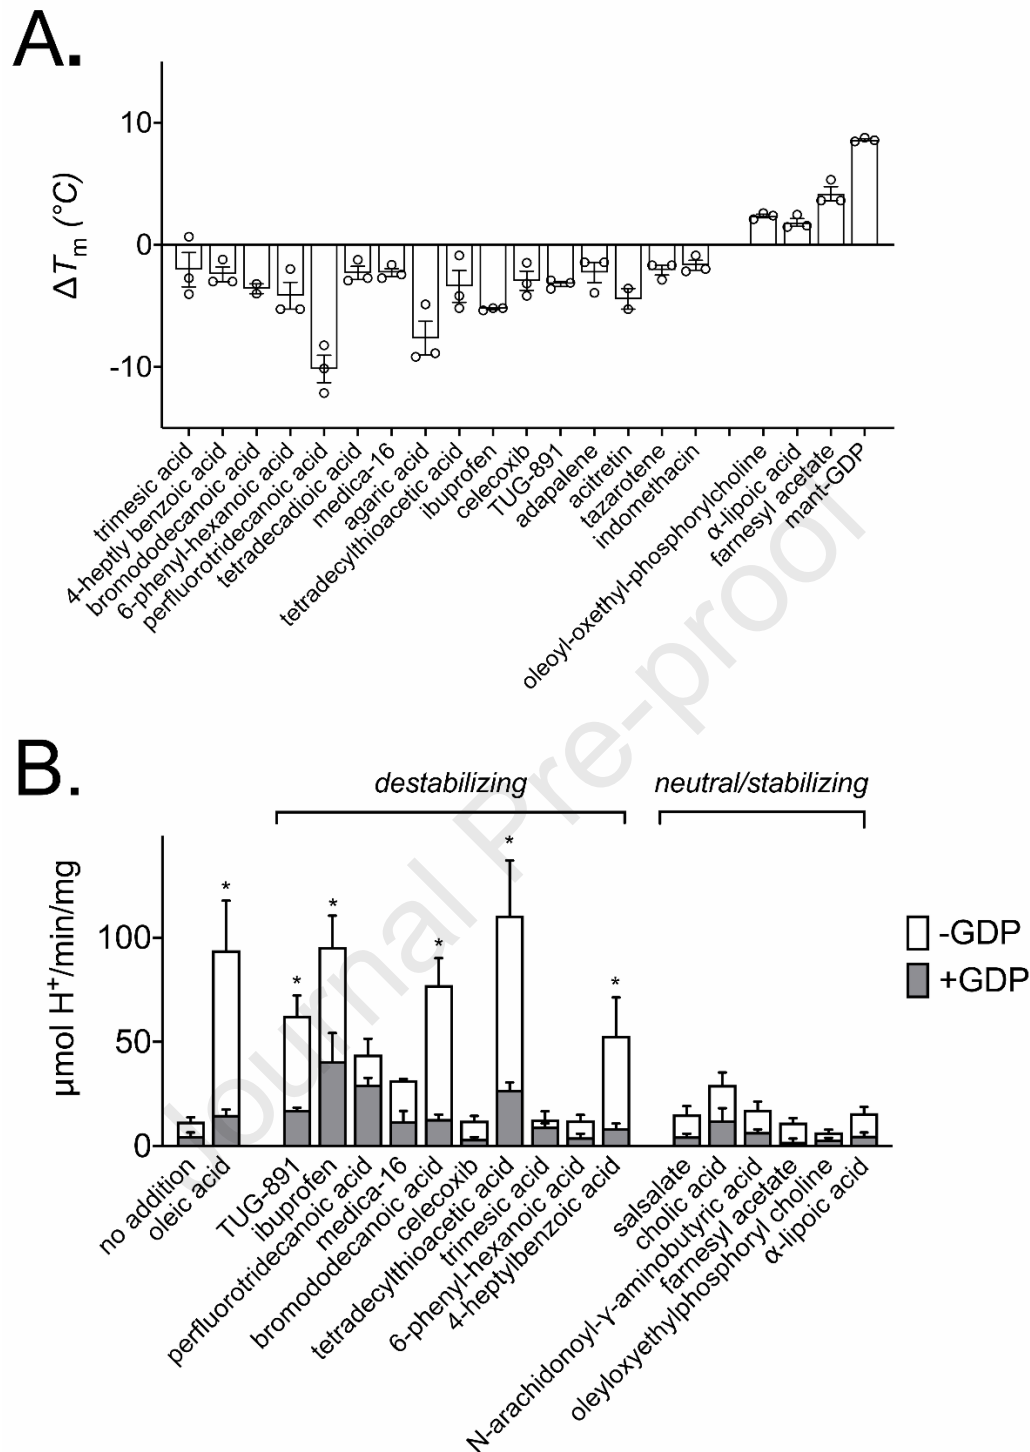 A.
ΔTm (°C)
10
0
-10
trimesic acid
4-heptly benzoic acid
bromododecanoic acid
6-phenyl-hexanoic acid
perfluorotridecanoic acid
tetradecadioic acid
medica-16
agaric acid
tetradecylthioacetic acid
ibuprofen
celecoxib
TUG-891
adapalene
acitretin
tazarotene
indomethacin
oleoyl-oxethyl-phosphorylcholine
α-lipoic acid
farnesyl acetate
mant-GDP
Journal Pre-proof
B.
destabilizing
neutral/stabilizing
µmol H⁺/min/mg
100
50
0
*
*
*
*
*
*
-GDP
+GDP
no addition
oleic acid
TUG-891
ibuprofen
perfluorotridecanoic acid
medica-16
bromododecanoic acid
celecoxib
tetradecylthioacetic acid
trimesic acid
6-phenyl-hexanoic acid
4-heptylbenzoic acid
salsalate
cholic acid
N-arachidonoyl-γ-aminobutyric acid
farnesyl acetate
oleyloxyethylphosphoryl choline
α-lipoic acid